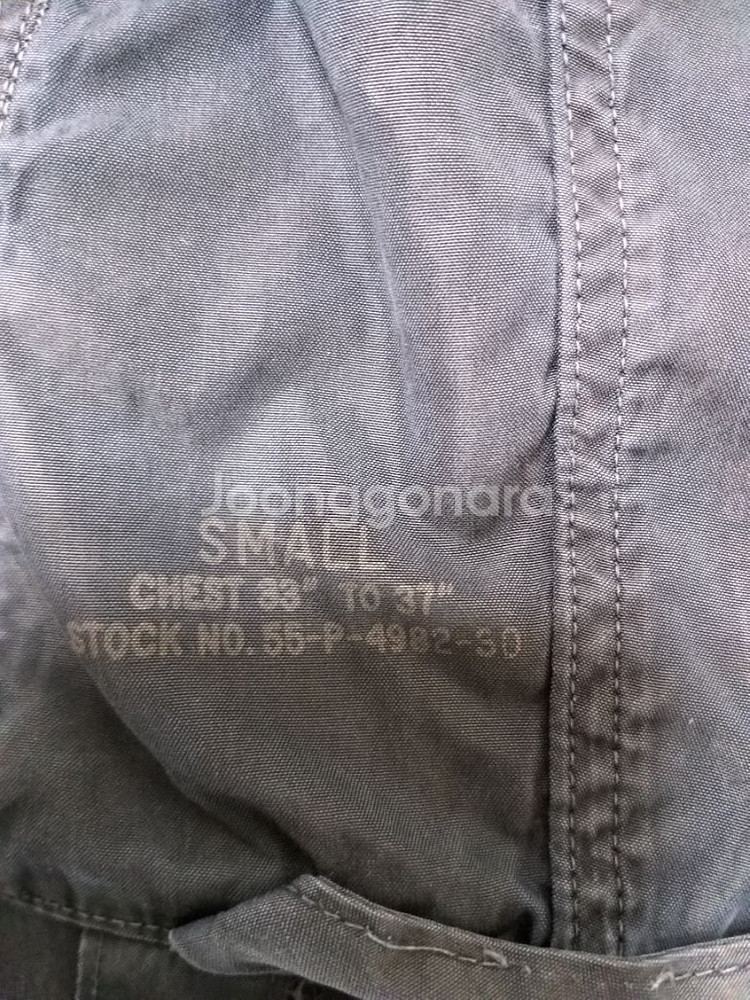 Joonggonara
SMALL
CHEST 33" TO 37"
STOCK NO. 55-P-4982-30